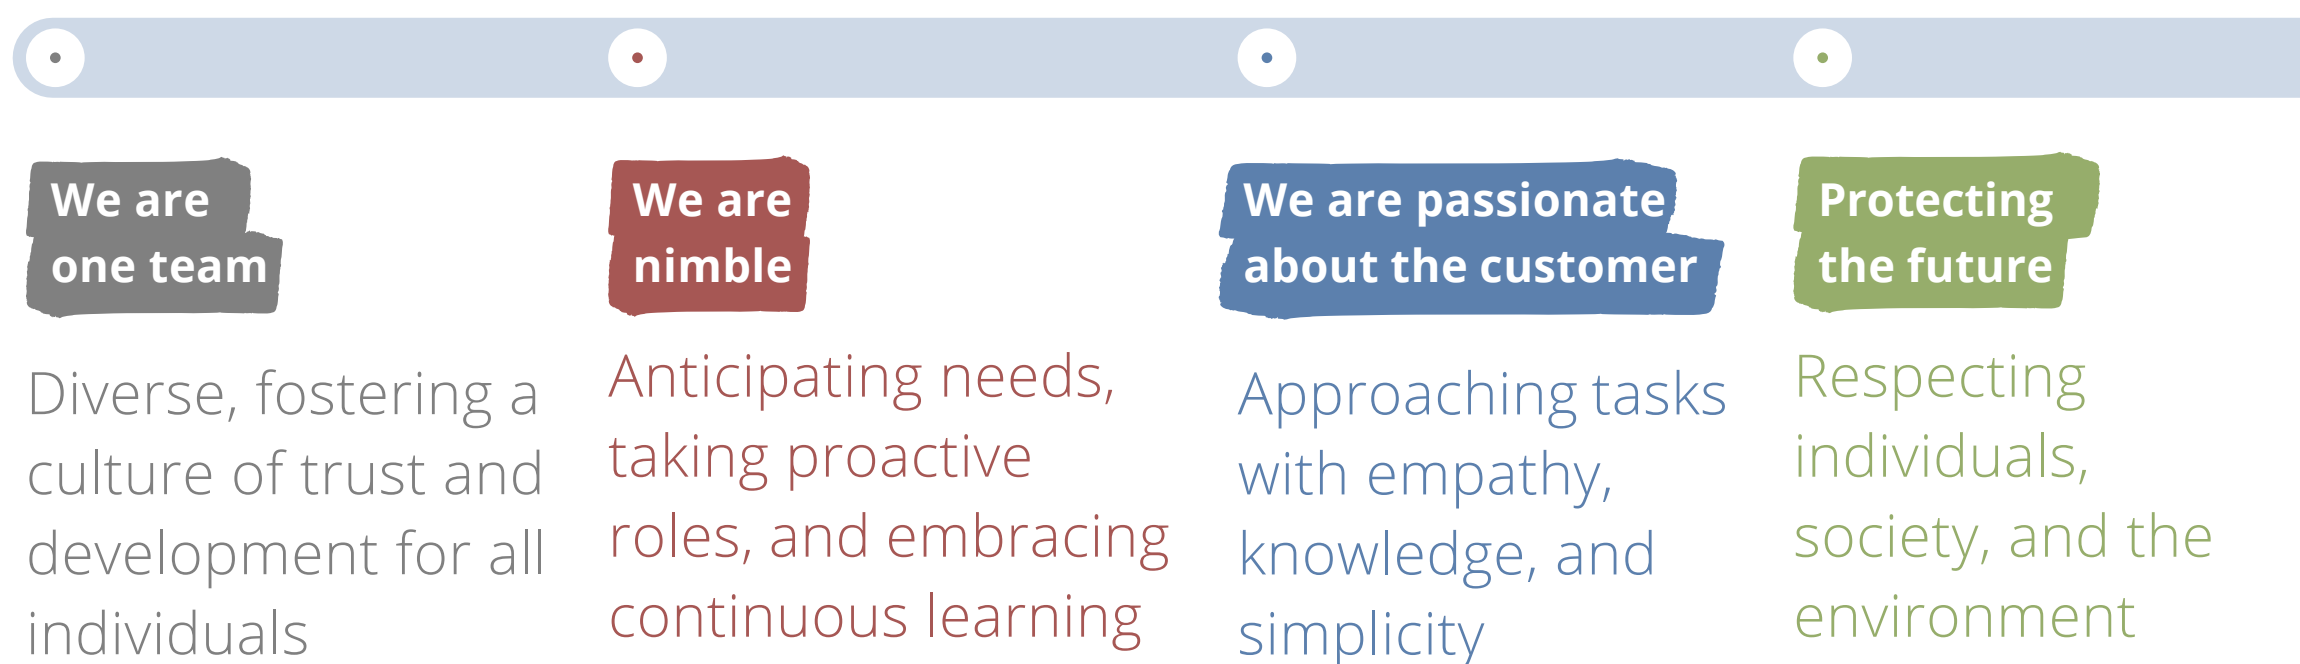 We are
one team
Diverse, fostering a
culture of trust and
development for all
individuals
We are
nimble
Anticipating needs,
taking proactive
roles, and embracing
continuous learning
We are passionate
about the customer
Approaching tasks
with empathy,
knowledge, and
simplicity
Protecting
the future
Respecting
individuals,
society, and the
environment